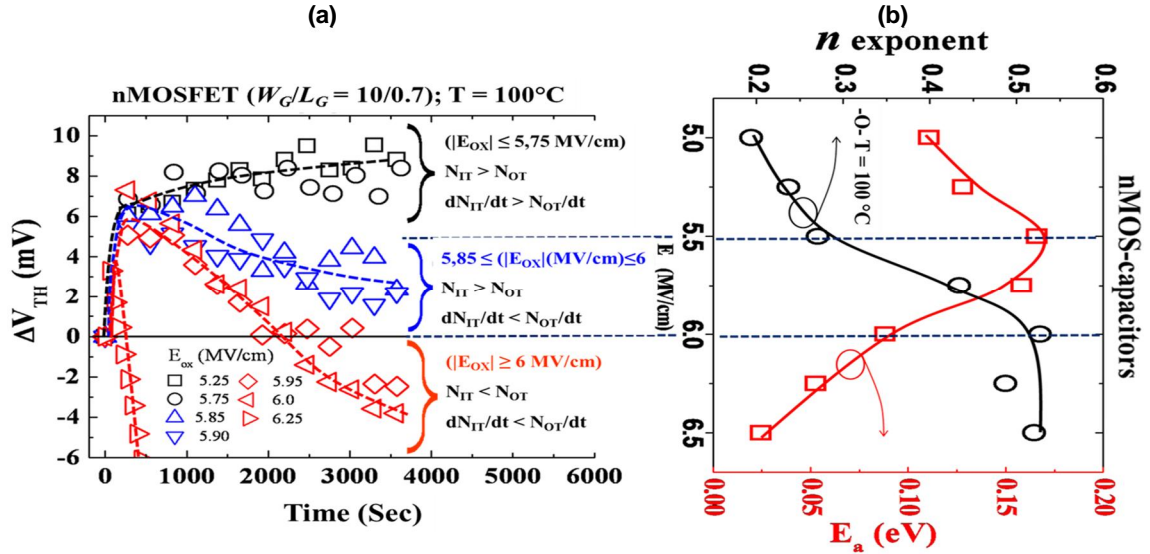 (a)
nMOSFET (W_G/L_G = 10/0.7); T = 100°C
ΔV_TH (mV)
10
8
6
4
2
0
-2
-4
-6
(|E_OX| ≤ 5,75 MV/cm)
N_IT > N_OT
dN_IT/dt > N_OT/dt
5,85 ≤ (|E_OX|(MV/cm)≤6
N_IT > N_OT
dN_IT/dt < N_OT/dt
(|E_OX| ≥ 6 MV/cm)
N_IT < N_OT
dN_IT/dt < N_OT/dt
E_ox (MV/cm)
5.25 5.95
5.75 6.0
5.85 6.25
5.90
0 1000 2000 3000 4000 5000 6000 7000
Time (Sec)
(b)
n exponent
0.2 0.3 0.4 0.5 0.6
-O- T = 100 °C
5.0
5.5
6.0
6.5
E (MV/cm)
nMOS-capacitors
0.00 0.05 0.10 0.15 0.20
E_a (eV)